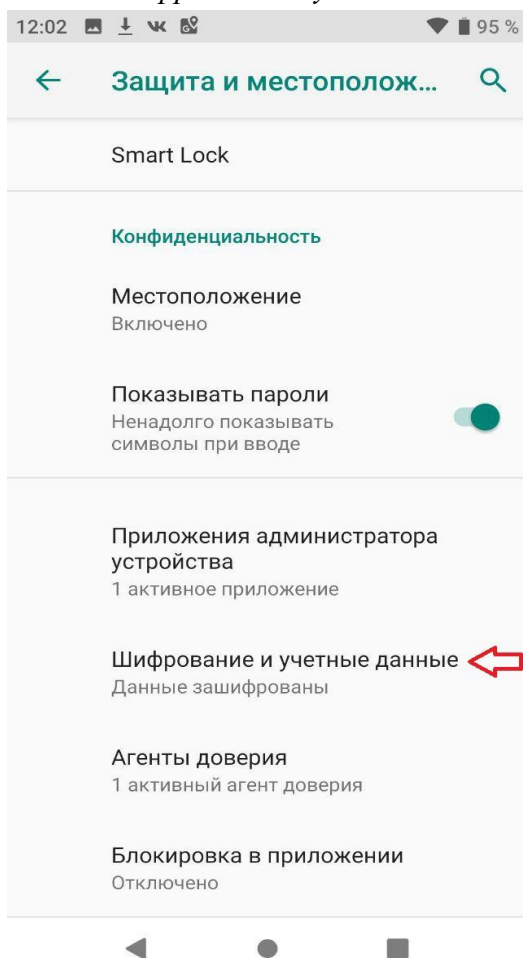 12:02 95 %
Защита и местополож...
Smart Lock
Конфиденциальность
Местоположение
Включено
Показывать пароли
Ненадолго показывать
символы при вводе
Приложения администратора
устройства
1 активное приложение
Шифрование и учетные данные
Данные зашифрованы
Агенты доверия
1 активный агент доверия
Блокировка в приложении
Отключено